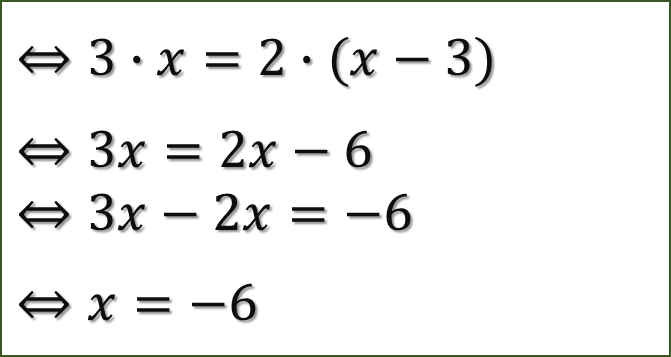 ⇔ 3 · x = 2 · (x − 3)
⇔ 3x = 2x − 6
⇔ 3x − 2x = −6
⇔ x = −6